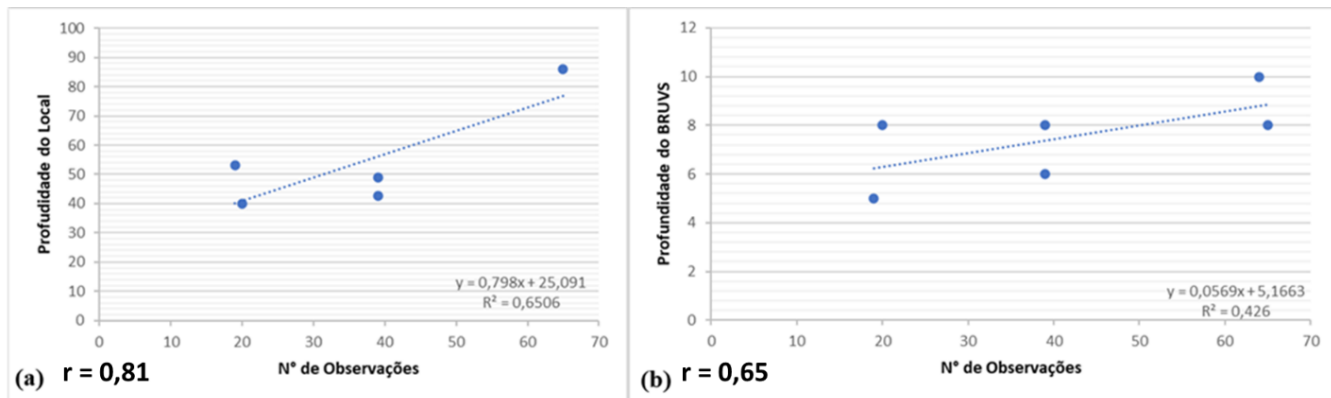 100
90
80
70
60
50
40
30
20
10
0
Profudidade do Local
y = 0,798x + 25,091
R² = 0,6506
0 10 20 30 40 50 60 70
N° de Observações
(a) r = 0,81
12
10
8
6
4
2
0
Profundidade do BRUVS
y = 0,0569x + 5,1663
R² = 0,426
0 10 20 30 40 50 60 70
N° de Observações
(b) r = 0,65